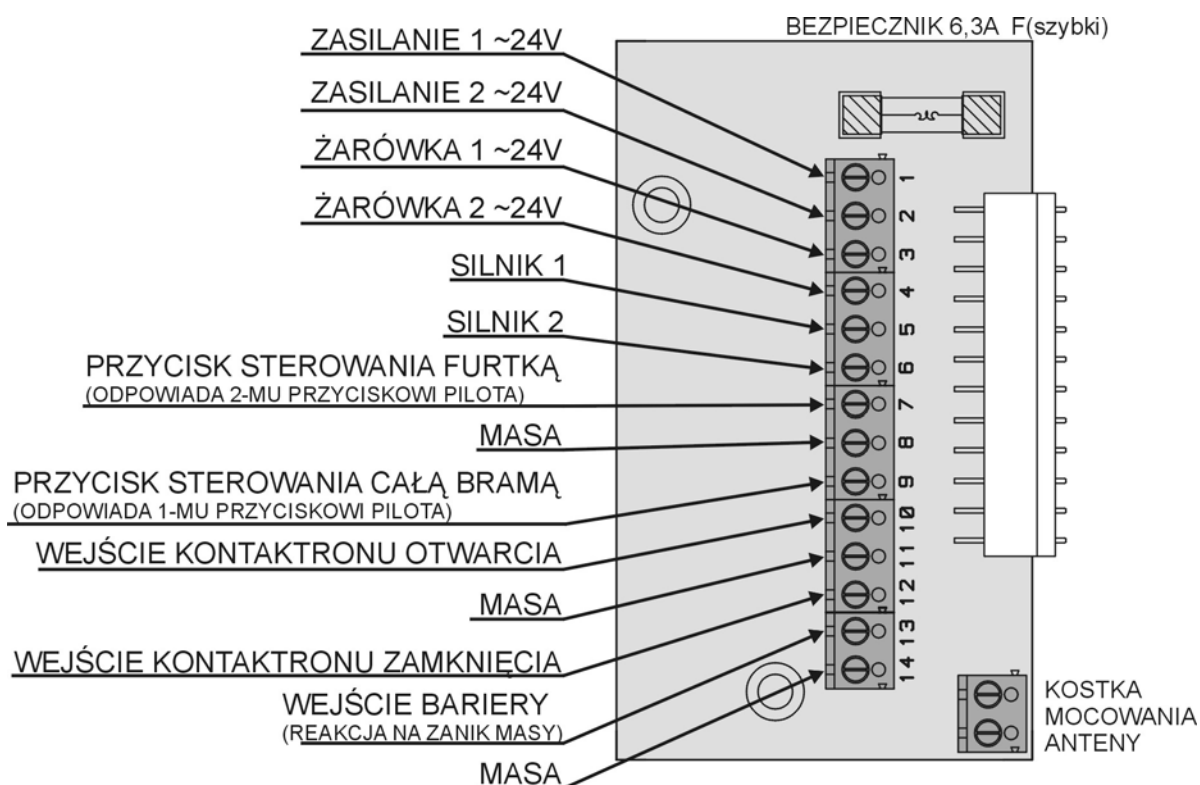 BEZPIECZNIK 6,3A F(szybki)
ZASILANIE 1 ~24V
ZASILANIE 2 ~24V
ŻARÓWKA 1 ~24V
ŻARÓWKA 2 ~24V
SILNIK 1
SILNIK 2
PRZYCISK STEROWANIA FURTKĄ
(ODPOWIADA 2-MU PRZYCISKOWI PILOTA)
MASA
PRZYCISK STEROWANIA CAŁĄ BRAMĄ
(ODPOWIADA 1-MU PRZYCISKOWI PILOTA)
WEJŚCIE KONTAKTRONU OTWARCIA
MASA
WEJŚCIE KONTAKTRONU ZAMKNIĘCIA
WEJŚCIE BARIERY
(REAKCJA NA ZANIK MASY)
MASA
1
2
3
4
5
6
7
8
9
10
11
12
13
14
KOSTKA
MOCOWANIA
ANTENY